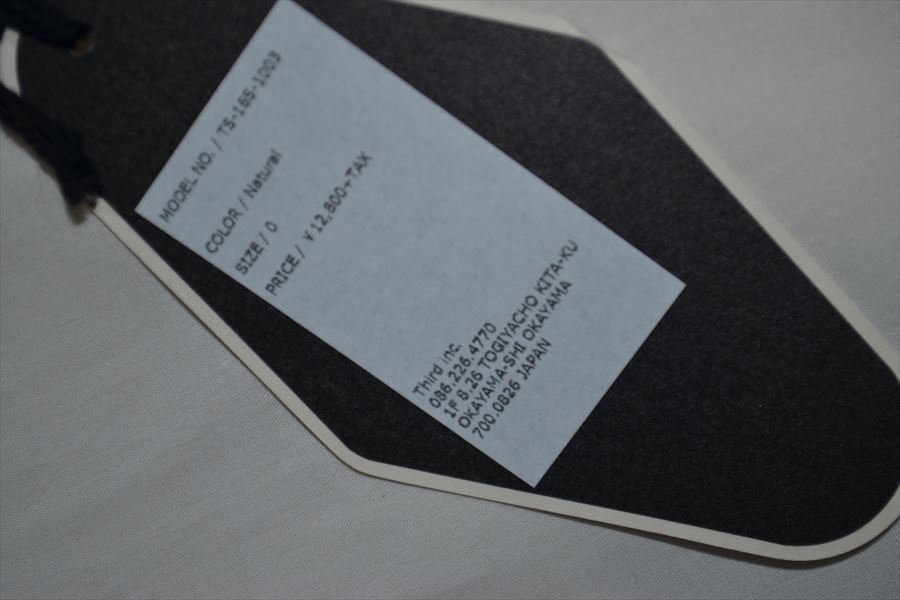 MODEL NO. / TS-165-1003
COLOR / Natural
SIZE / 0
PRICE / ¥12,800+TAX
Third inc.
086.226.4770
1F 8.26 TOGIYACHO KITA-KU
OKAYAMA-SHI OKAYAMA
700.0826 JAPAN